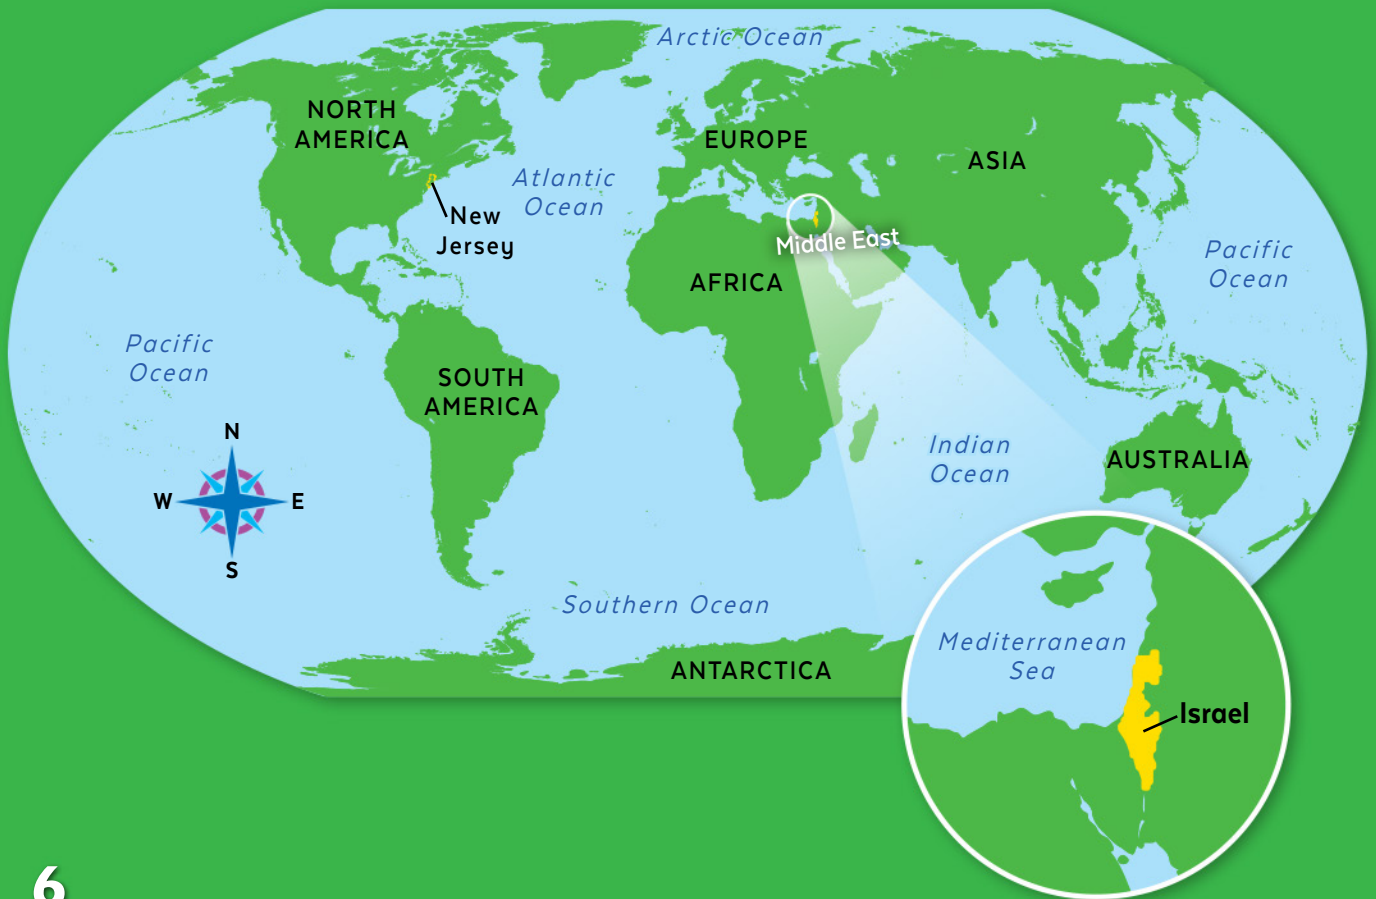 Arctic Ocean
NORTH
AMERICA
EUROPE
ASIA
Atlantic
Ocean
New
Jersey
Middle East
AFRICA
Pacific
Ocean
Pacific
Ocean
SOUTH
AMERICA
N
W
E
S
Indian
Ocean
AUSTRALIA
Southern Ocean
ANTARCTICA
Mediterranean
Sea
Israel
6